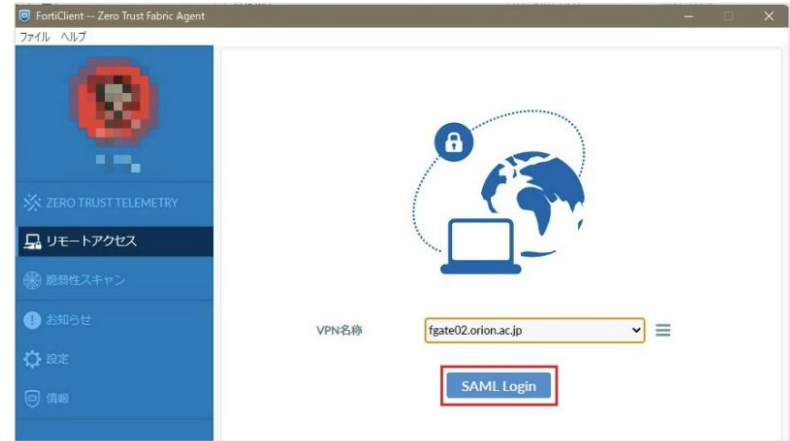 FortiClient -- Zero Trust Fabric Agent
ファイル ヘルプ
ZERO TRUST TELEMETRY
リモートアクセス
脆弱性スキャン
お知らせ
設定
情報
VPN名称
fgate02.orion.ac.jp
SAML Login